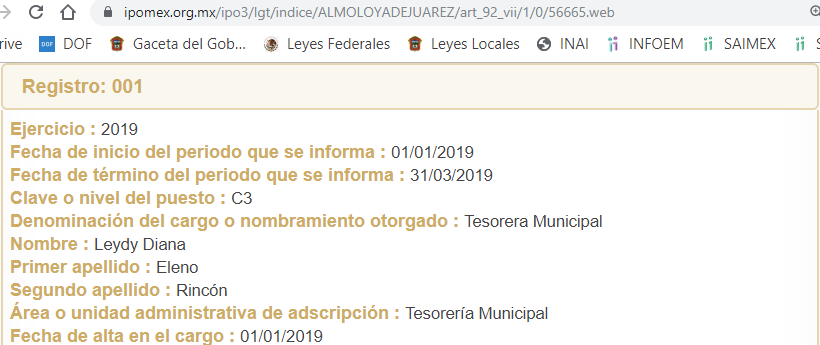 ipomex.org.mx/ipo3/lgt/indice/ALMOLOYADEJUAREZ/art_92_vii/1/0/56665.web
rive DOF DOF Gaceta del Gob... Leyes Federales Leyes Locales INAI INFOEM SAIMEX S
Registro: 001
Ejercicio : 2019
Fecha de inicio del periodo que se informa : 01/01/2019
Fecha de término del periodo que se informa : 31/03/2019
Clave o nivel del puesto : C3
Denominación del cargo o nombramiento otorgado : Tesorera Municipal
Nombre : Leydy Diana
Primer apellido : Eleno
Segundo apellido : Rincón
Área o unidad administrativa de adscripción : Tesorería Municipal
Fecha de alta en el cargo : 01/01/2019